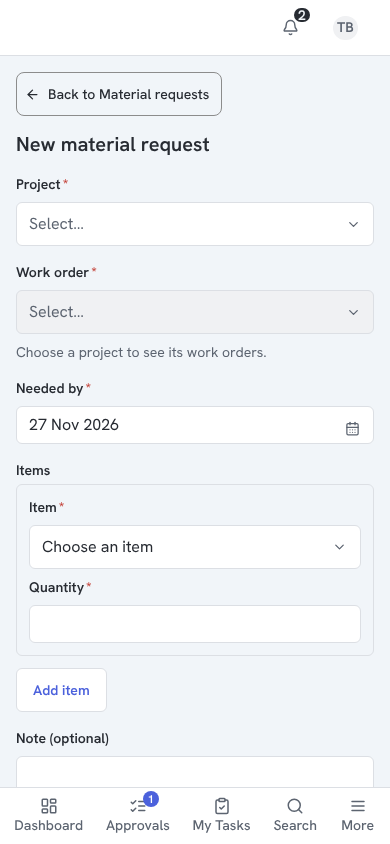 2
TB
Back to Material requests
New material request
Project *
Select...
Work order *
Select...
Choose a project to see its work orders.
Needed by *
27 Nov 2026
Items
Item *
Choose an item
Quantity *
Add item
Note (optional)
1
Dashboard Approvals My Tasks Search More